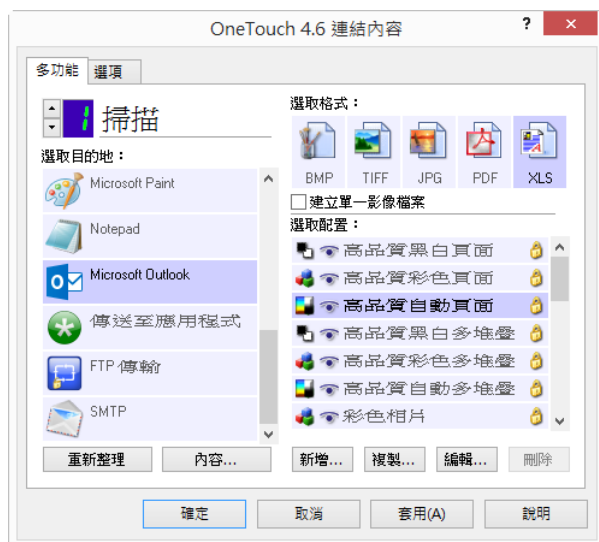 OneTouch 4.6 連結內容
?
×
多功能
選項
1
掃描
選取目的地：
Microsoft Paint
Notepad
Microsoft Outlook
傳送至應用程式
FTP 傳輸
SMTP
重新整理
內容...
選取格式：
BMP
TIFF
JPG
PDF
XLS
建立單一影像檔案
選取配置：
高品質黑白頁面
高品質彩色頁面
高品質自動頁面
高品質黑白多堆疊
高品質彩色多堆疊
高品質自動多堆疊
彩色相片
新增...
複製...
編輯...
刪除
確定
取消
套用(A)
說明